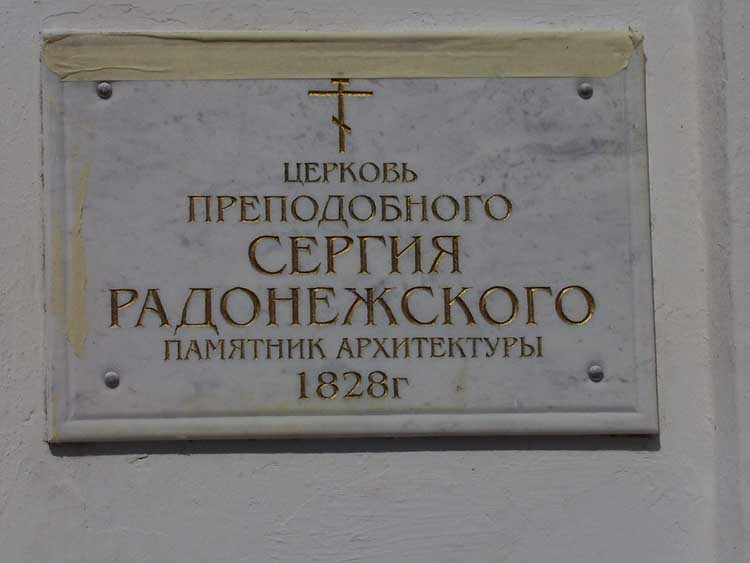 ЦЕРКОВЬ
ПРЕПОДОБНОГО
СЕРГИЯ
РАДОНЕЖСКОГО
ПАМЯТНИК АРХИТЕКТУРЫ
1828г